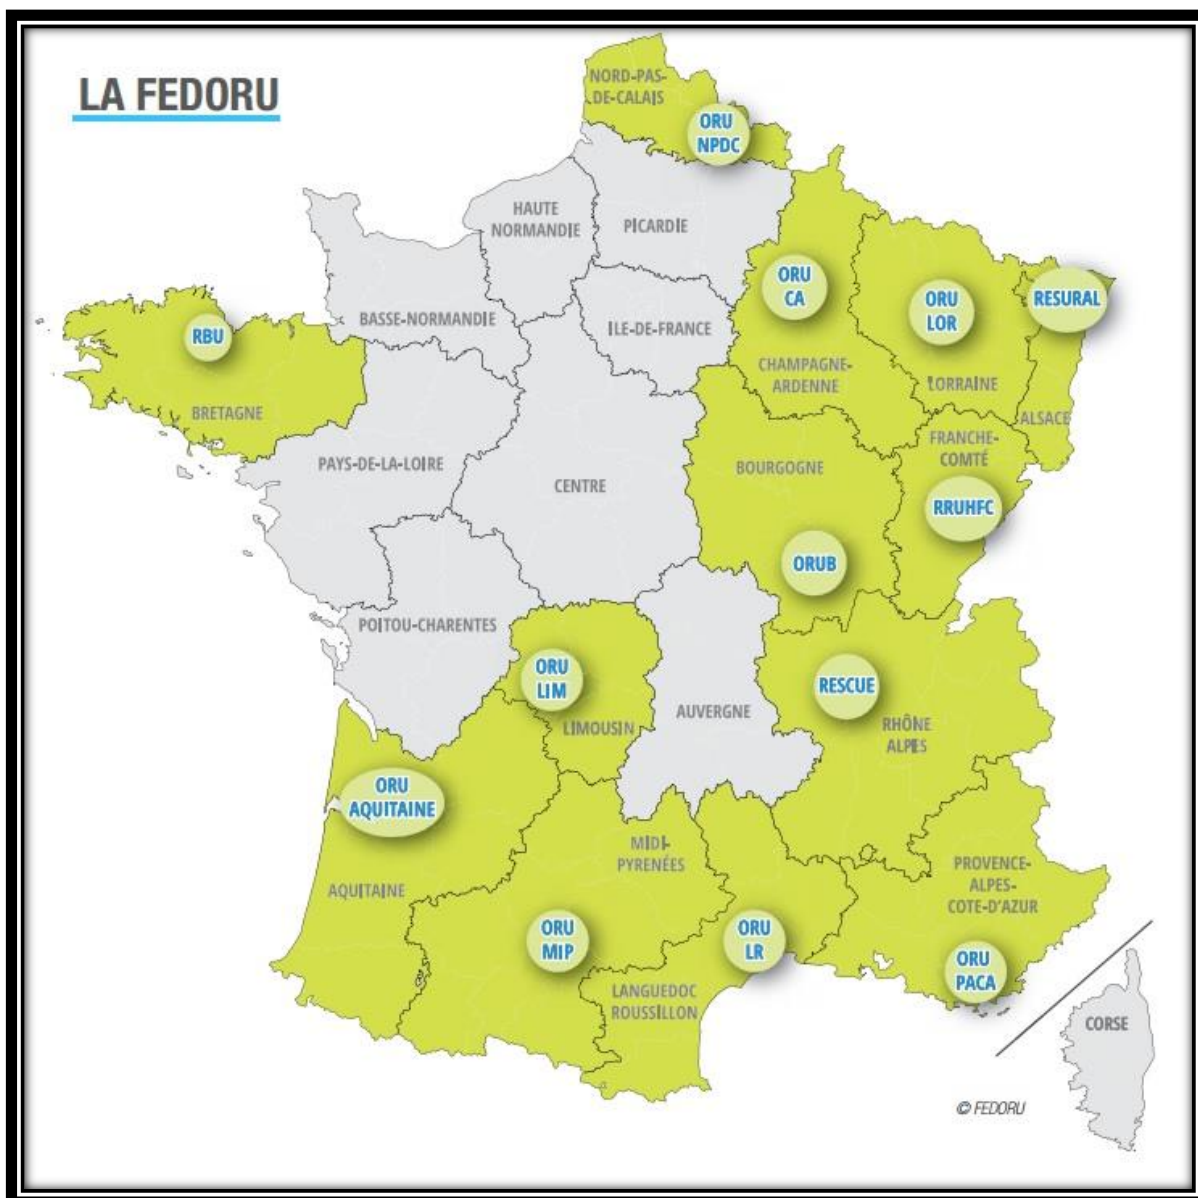 LA FEDORU
NORD-PAS-
DE-CALAIS
ORU
NPDC
HAUTE
NORMANDIE
PICARDIE
ORU
CA
ORU
LOR
RESURAL
RBU
BASSE-NORMANDIE
ILE-DE-FRANCE
CHAMPAGNE-
ARDENNE
LORRAINE
BRETAGNE
ALSACE
PAYS-DE-LA-LOIRE
CENTRE
BOURGOGNE
FRANCHE-
COMTÉ
RRUHFC
ORUB
POITOU-CHARENTES
ORU
LIM
LIMOUSIN
AUVERGNE
RESCUE
RHÔNE
ALPES
ORU
AQUITAINE
AQUITAINE
MIDI-
PYRENÉES
PROVENCE-
ALPES-
COTE-D'AZUR
ORU
MIP
ORU
LR
ORU
PACA
LANGUEDOC
ROUSSILLON
CORSE
© FEDORU